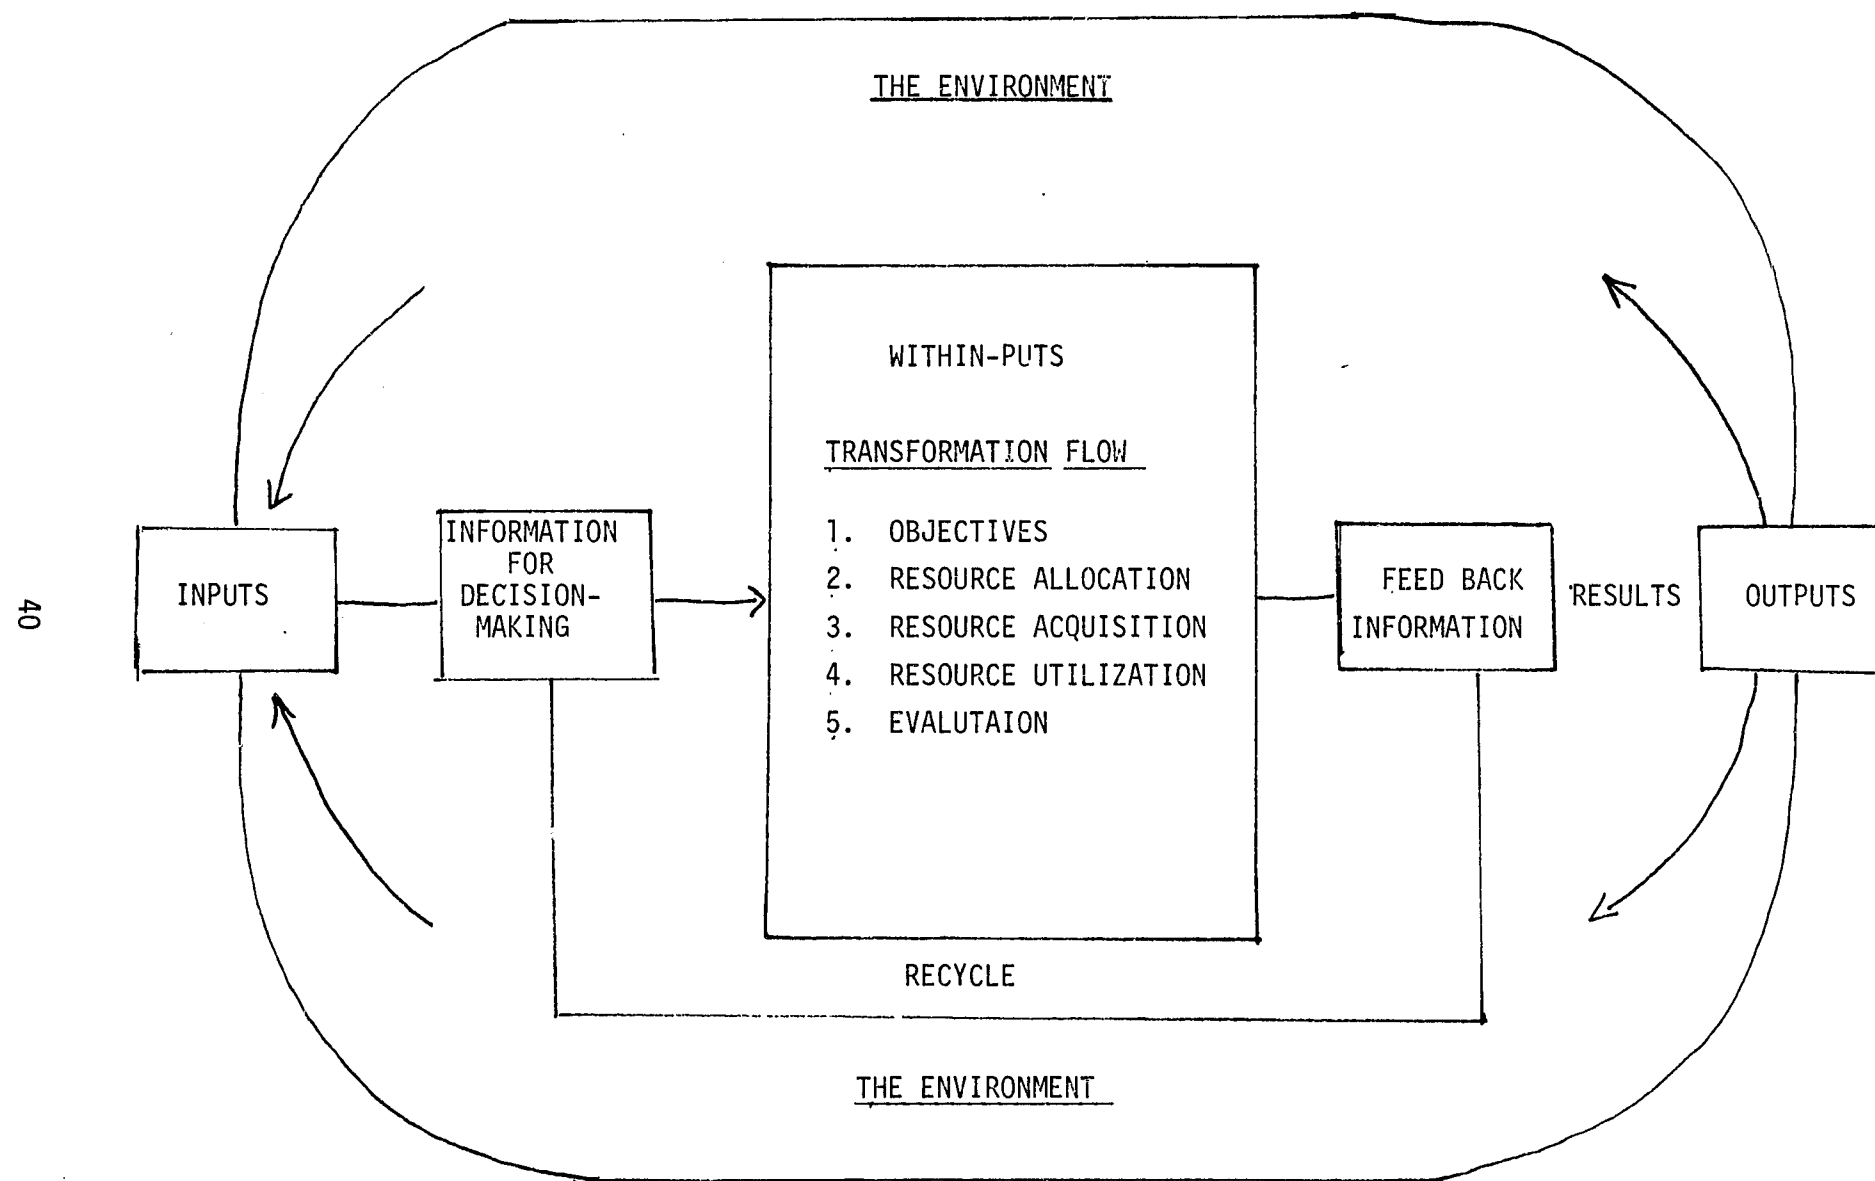 THE ENVIRONMENT
WITHIN-PUTS
TRANSFORMATION FLOW
1. OBJECTIVES
2. RESOURCE ALLOCATION
3. RESOURCE ACQUISITION
4. RESOURCE UTILIZATION
5. EVALUTAION
INPUTS
INFORMATION
FOR
DECISION-
MAKING
FEED BACK
INFORMATION
RESULTS
OUTPUTS
RECYCLE
THE ENVIRONMENT
40